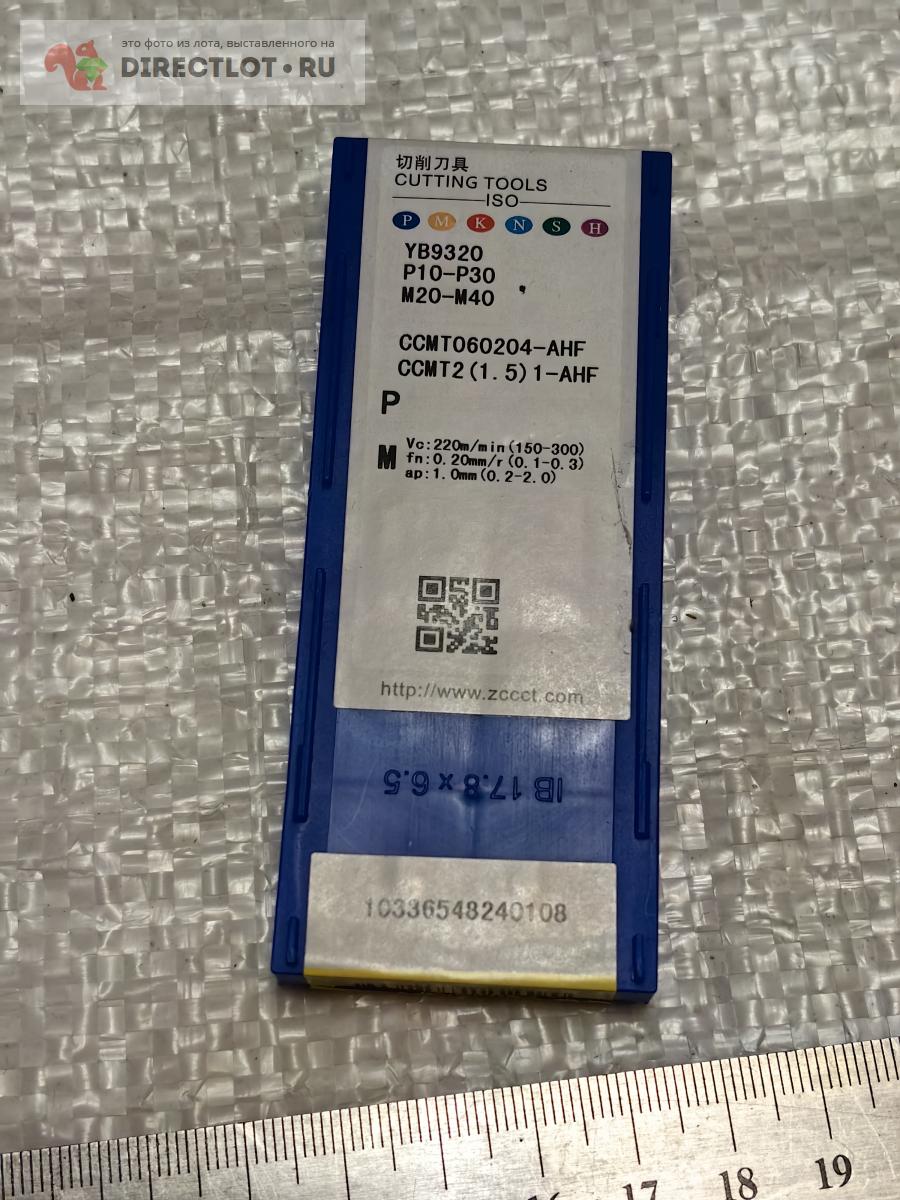 это фото из лота, выставленного на
DIRECTLOT • RU
切削刀具
CUTTING TOOLS
ISO
P M K N S H
YB9320
P10-P30
M20-M40
CCMT060204-AHF
CCMT2(1.5)1-AHF
P
M
Vc:220m/min(150-300)
fn:0.20mm/r(0.1-0.3)
ap:1.0mm(0.2-2.0)
http://www.zccct.com
IB 17.8 x 6.5
10336548240108
17 18 19